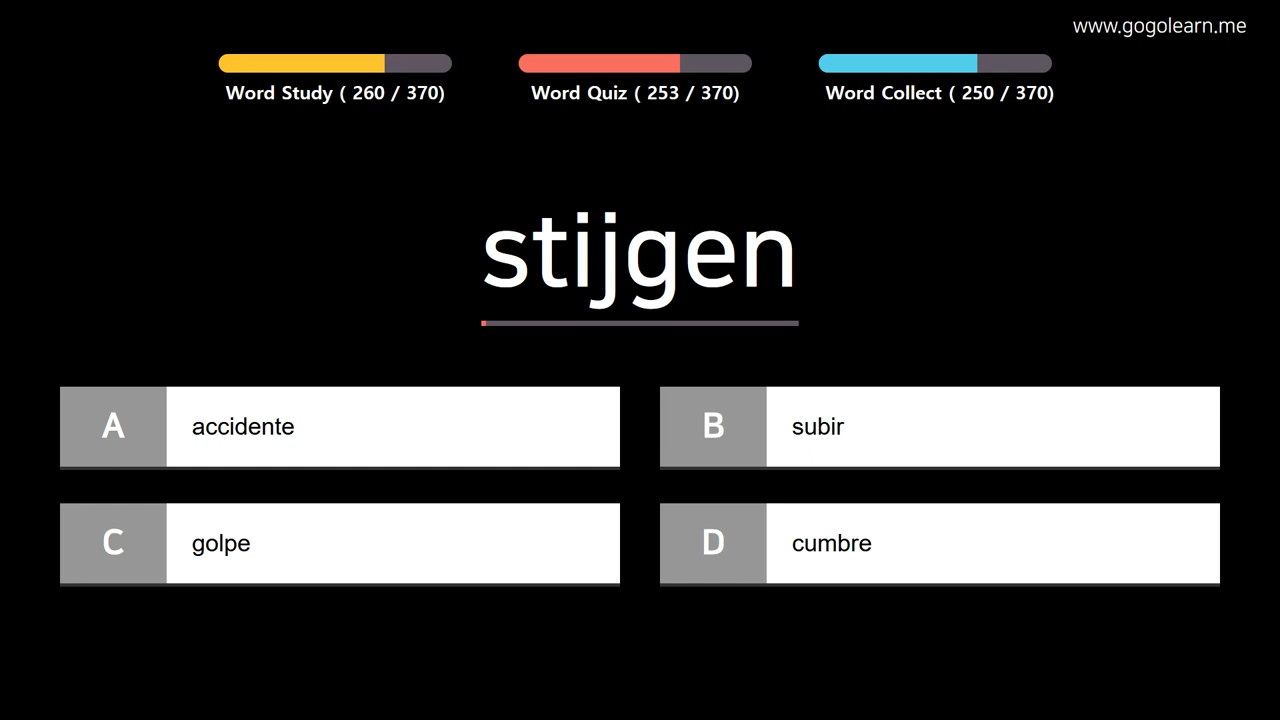 www.gogolearn.me
Word Study ( 260 / 370)
Word Quiz ( 253 / 370)
Word Collect ( 250 / 370)
stijgen
A accidente
B subir
C golpe
D cumbre